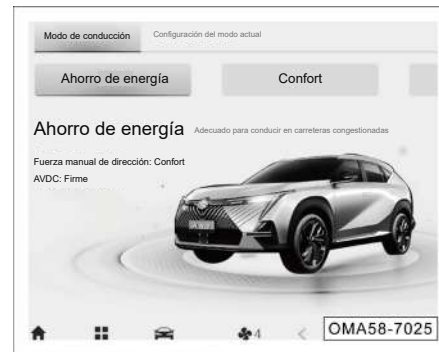 Modo de conducción Configuración del modo actual
Ahorro de energía Confort
Ahorro de energía Adecuado para conducir en carreteras congestionadas
Fuerza manual de dirección: Confort
AVDC: Firme
4
OMA58-7025